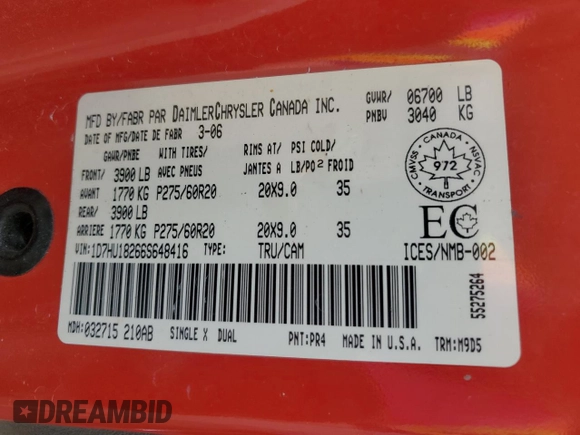 MFD BY/FABR PAR DAIMLERCHRYSLER CANADA INC.
GVWR/ 06700 LB
DATE OF MFG/DATE DE FABR 3-06
PNBV 3040 KG
GAWR/PNBE WITH TIRES/ RIMS AT/ PSI COLD/
FRONT/ 3900 LB AVEC PNEUS JANTES A LB/PO² FROID
AVANT 1770 KG P275/60R20 20X9.0 35
REAR/ 3900 LB
ARRIERE 1770 KG P275/60R20 20X9.0 35
VIN: 1D7HU18266S648416 TYPE: TRU/CAM
CANADA
CMVSS 972 NSVAC
TRANSPORT
EC
ICES/NMB-002
55275264
MDH: 032715 210AB SINGLE X DUAL PNT: PR4 MADE IN U.S.A. TRM: M9D5
DREAMBID